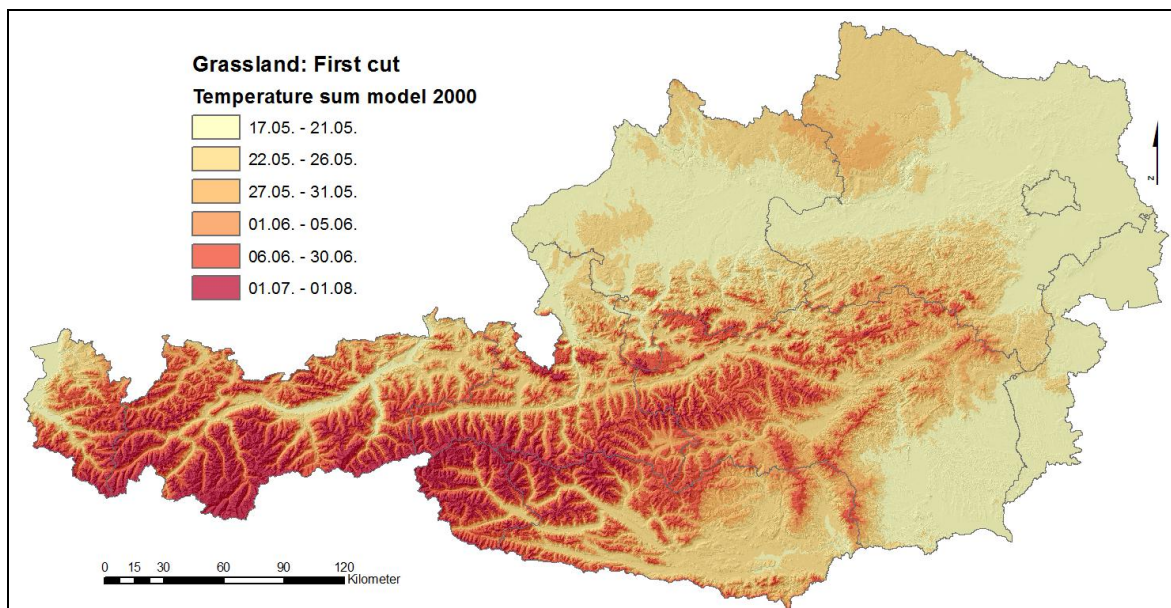 Grassland: First cut
Temperature sum model 2000
17.05. - 21.05.
22.05. - 26.05.
27.05. - 31.05.
01.06. - 05.06.
06.06. - 30.06.
01.07. - 01.08.
N
0 15 30 60 90 120
Kilometer